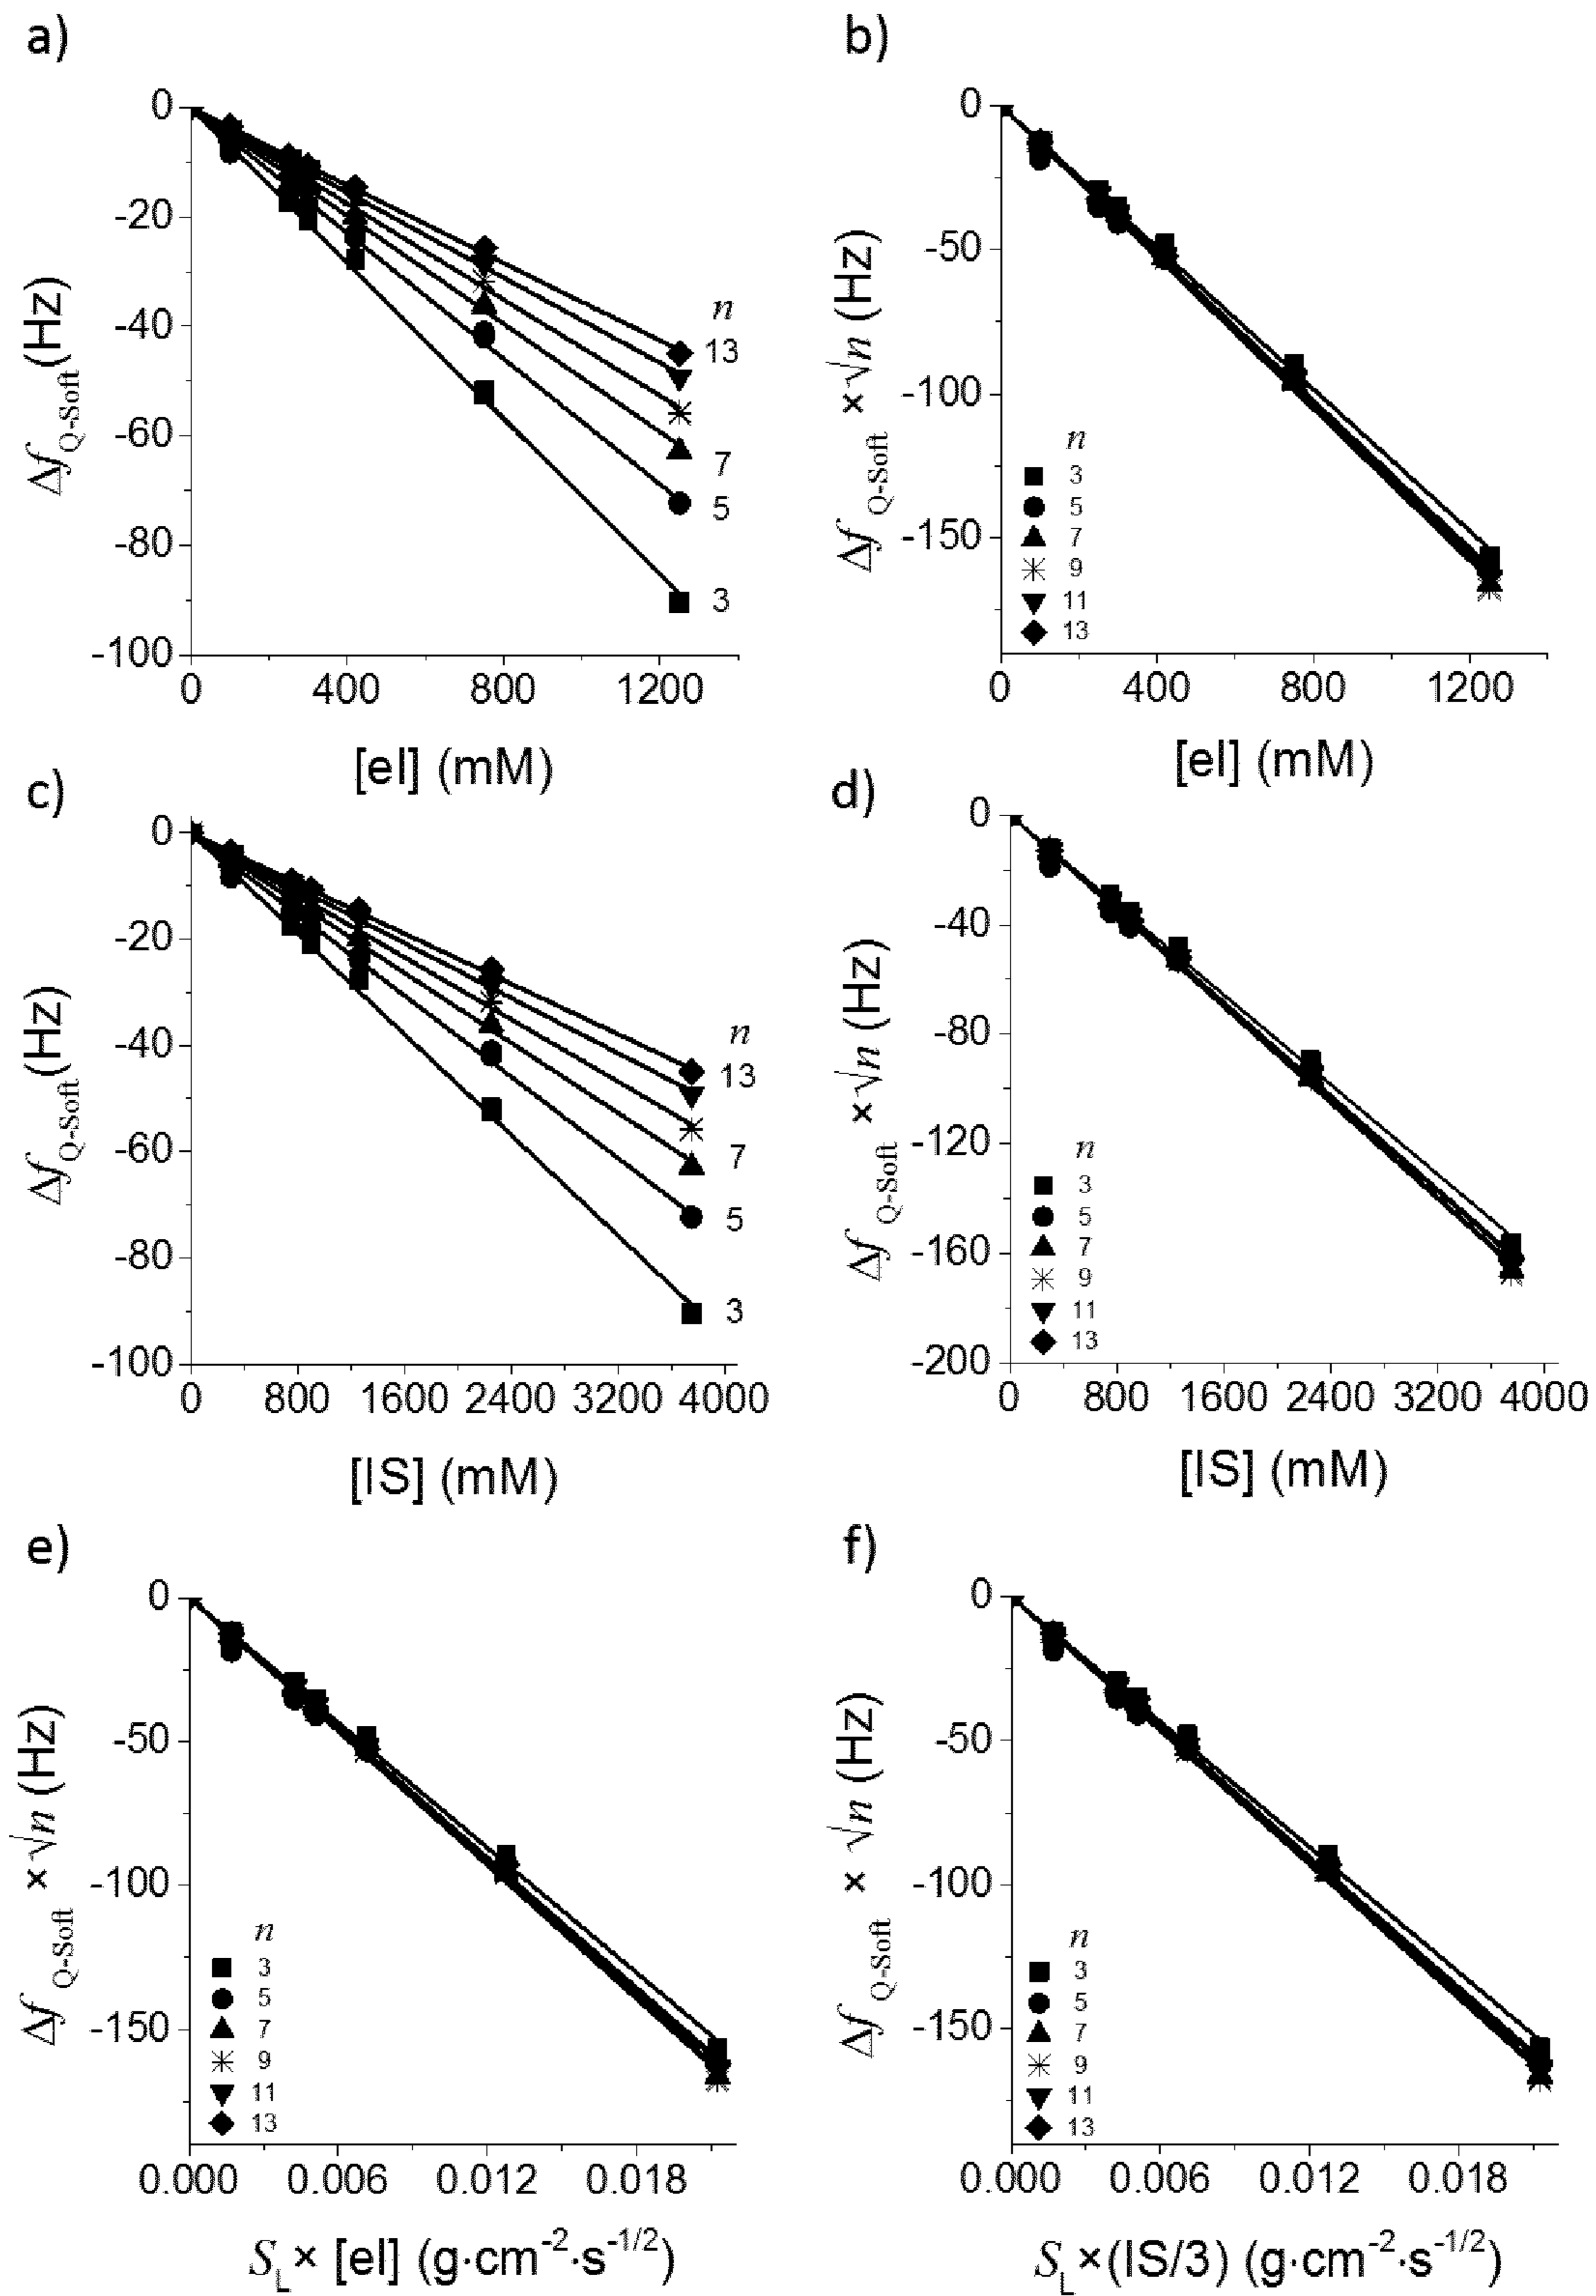 a)
0
-20
-40
-60
-80
-100
Δf Q-Soft (Hz)
n
13
7
5
3
0 400 800 1200
[el] (mM)
b)
0
-50
-100
-150
Δf Q-Soft × √n (Hz)
n
3
5
7
9
11
13
0 400 800 1200
[el] (mM)
c)
0
-20
-40
-60
-80
-100
Δf Q-Soft (Hz)
n
13
7
5
3
0 800 1600 2400 3200 4000
[IS] (mM)
d)
0
-40
-80
-120
-160
-200
Δf Q-Soft × √n (Hz)
n
3
5
7
9
11
13
0 800 1600 2400 3200 4000
[IS] (mM)
e)
0
-50
-100
-150
Δf Q-Soft × √n (Hz)
n
3
5
7
9
11
13
0.000 0.006 0.012 0.018
S_L × [el] (g·cm⁻²·s⁻¹ᐟ²)
f)
0
-50
-100
-150
Δf Q-Soft × √n (Hz)
n
3
5
7
9
11
13
0.000 0.006 0.012 0.018
S_L ×(IS/3) (g·cm⁻²·s⁻¹ᐟ²)